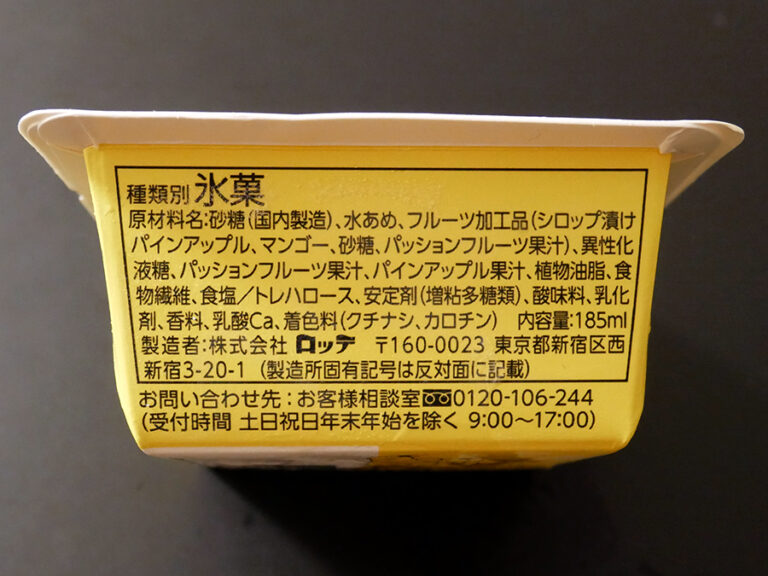 種類別 氷菓
原材料名:砂糖(国内製造)、水あめ、フルーツ加工品(シロップ漬け
パインアップル、マンゴー、砂糖、パッションフルーツ果汁)、異性化
液糖、パッションフルーツ果汁、パインアップル果汁、植物油脂、食
物繊維、食塩/トレハロース、安定剤(増粘多糖類)、酸味料、乳化
剤、香料、乳酸Ca、着色料(クチナシ、カロチン) 内容量:185ml
製造者:株式会社 ロッテ 〒160-0023 東京都新宿区西
新宿3-20-1 (製造所固有記号は反対面に記載)
お問い合わせ先:お客様相談室 0120-106-244
(受付時間 土日祝日年末年始を除く 9:00〜17:00)